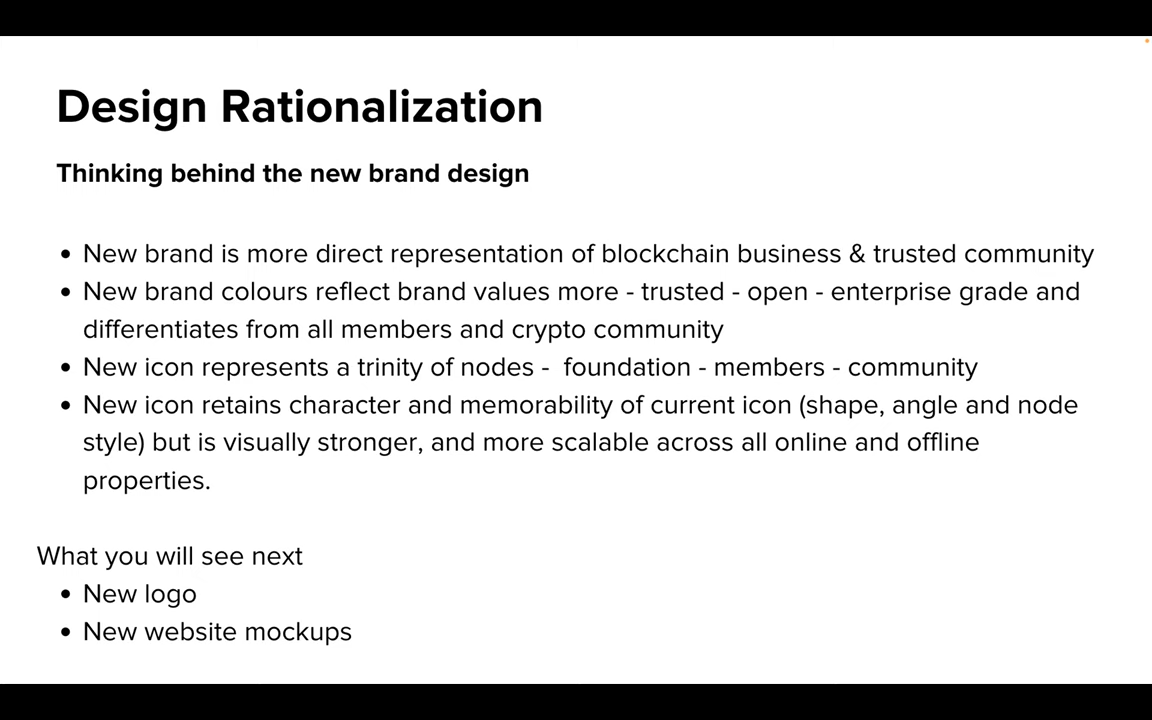 Design Rationalization
Thinking behind the new brand design
• New brand is more direct representation of blockchain business & trusted community
• New brand colours reflect brand values more - trusted - open - enterprise grade and
differentiates from all members and crypto community
• New icon represents a trinity of nodes -  foundation - members - community
• New icon retains character and memorability of current icon (shape, angle and node
style) but is visually stronger, and more scalable across all online and offline
properties.
What you will see next
• New logo
• New website mockups